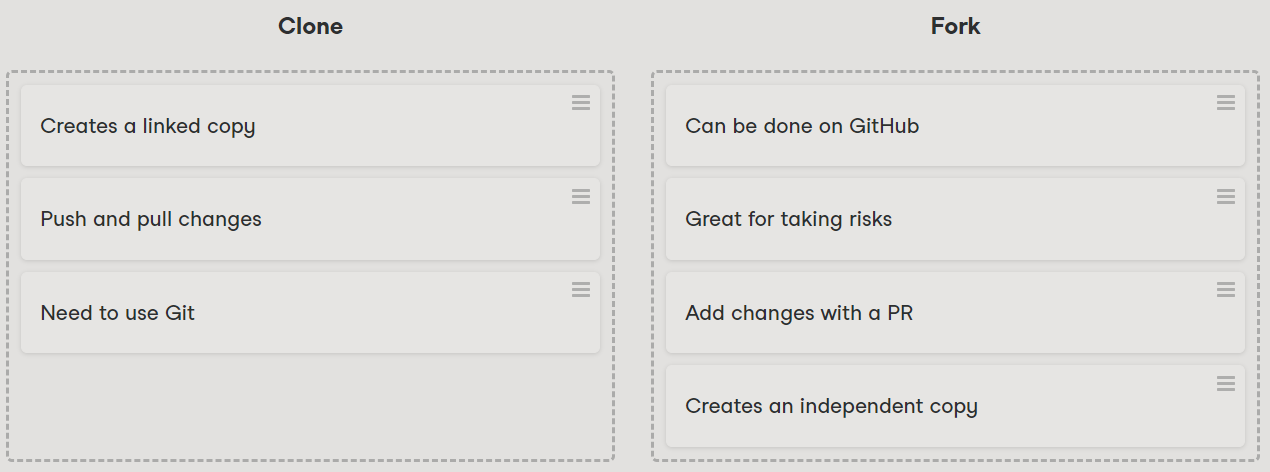 Clone
Creates a linked copy
Push and pull changes
Need to use Git
Fork
Can be done on GitHub
Great for taking risks
Add changes with a PR
Creates an independent copy